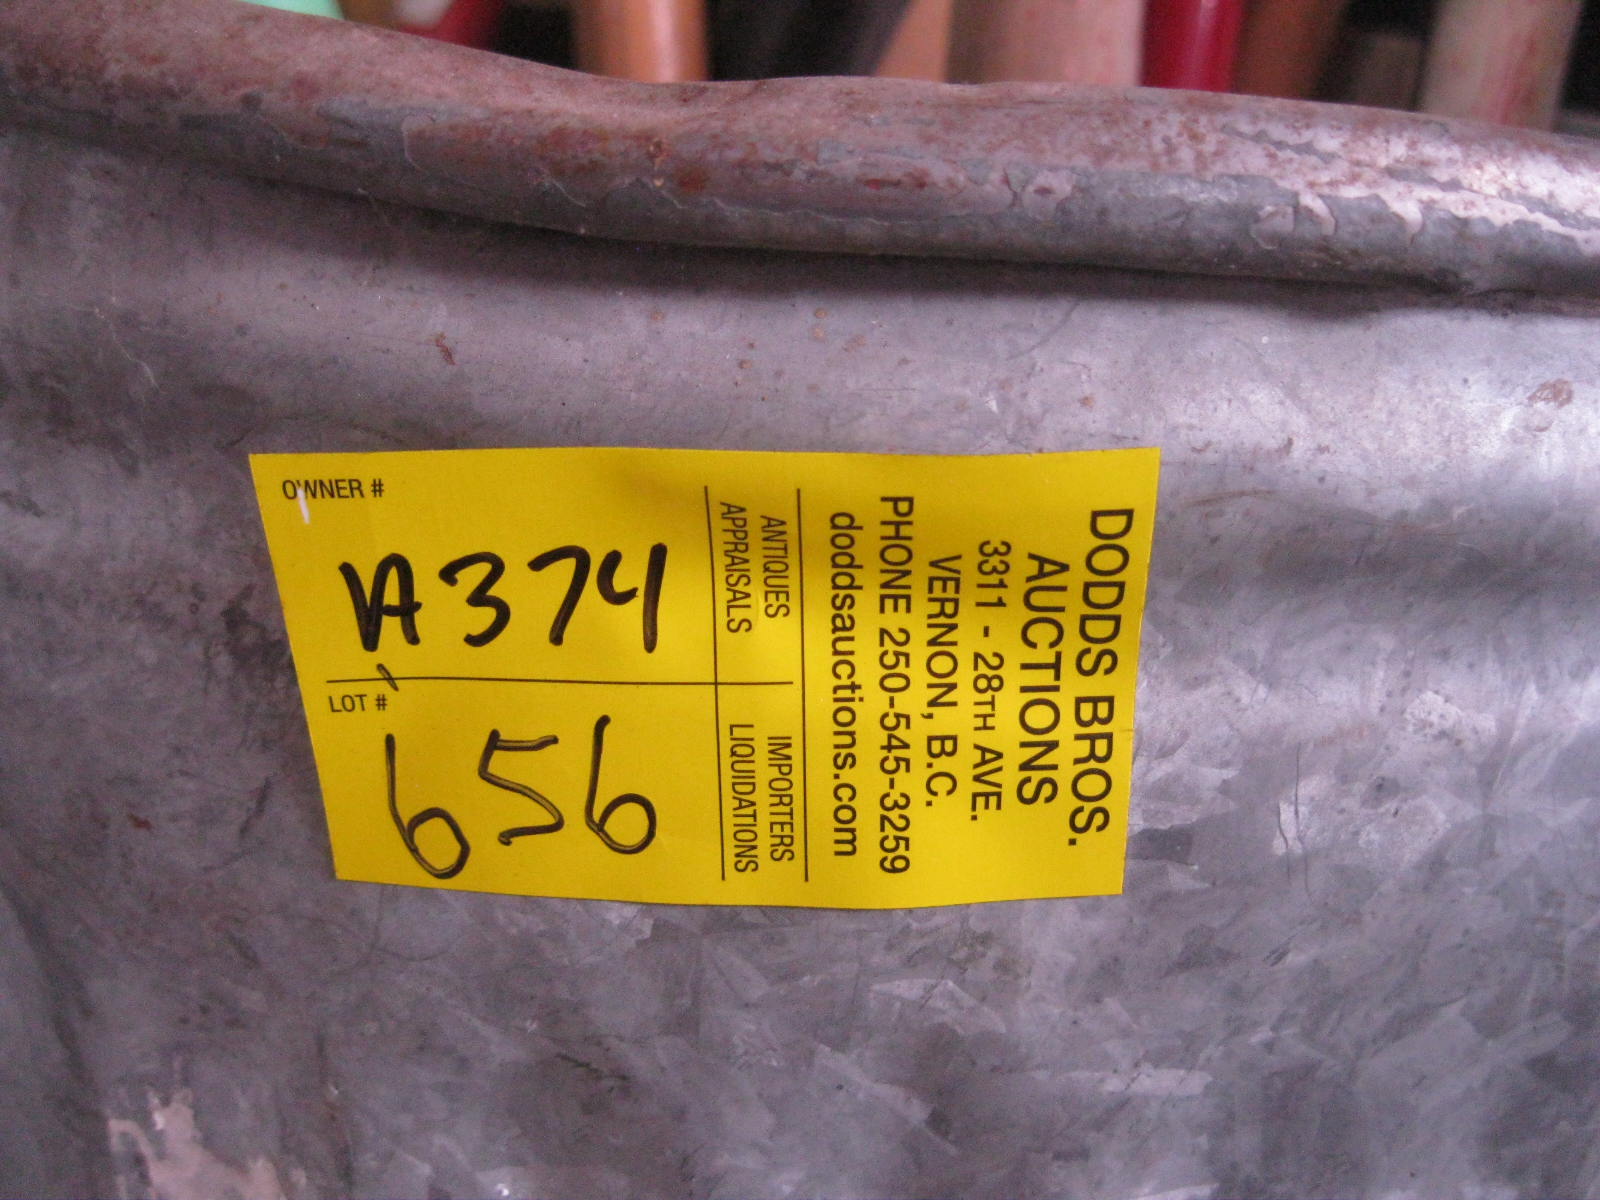 OWNER #
A374
LOT #
656
ANTIQUES
APPRAISALS
IMPORTERS
LIQUIDATIONS
DODDS BROS.
AUCTIONS
3311 - 28TH AVE.
VERNON, B.C.
PHONE 250-545-3259
doddsauctions.com